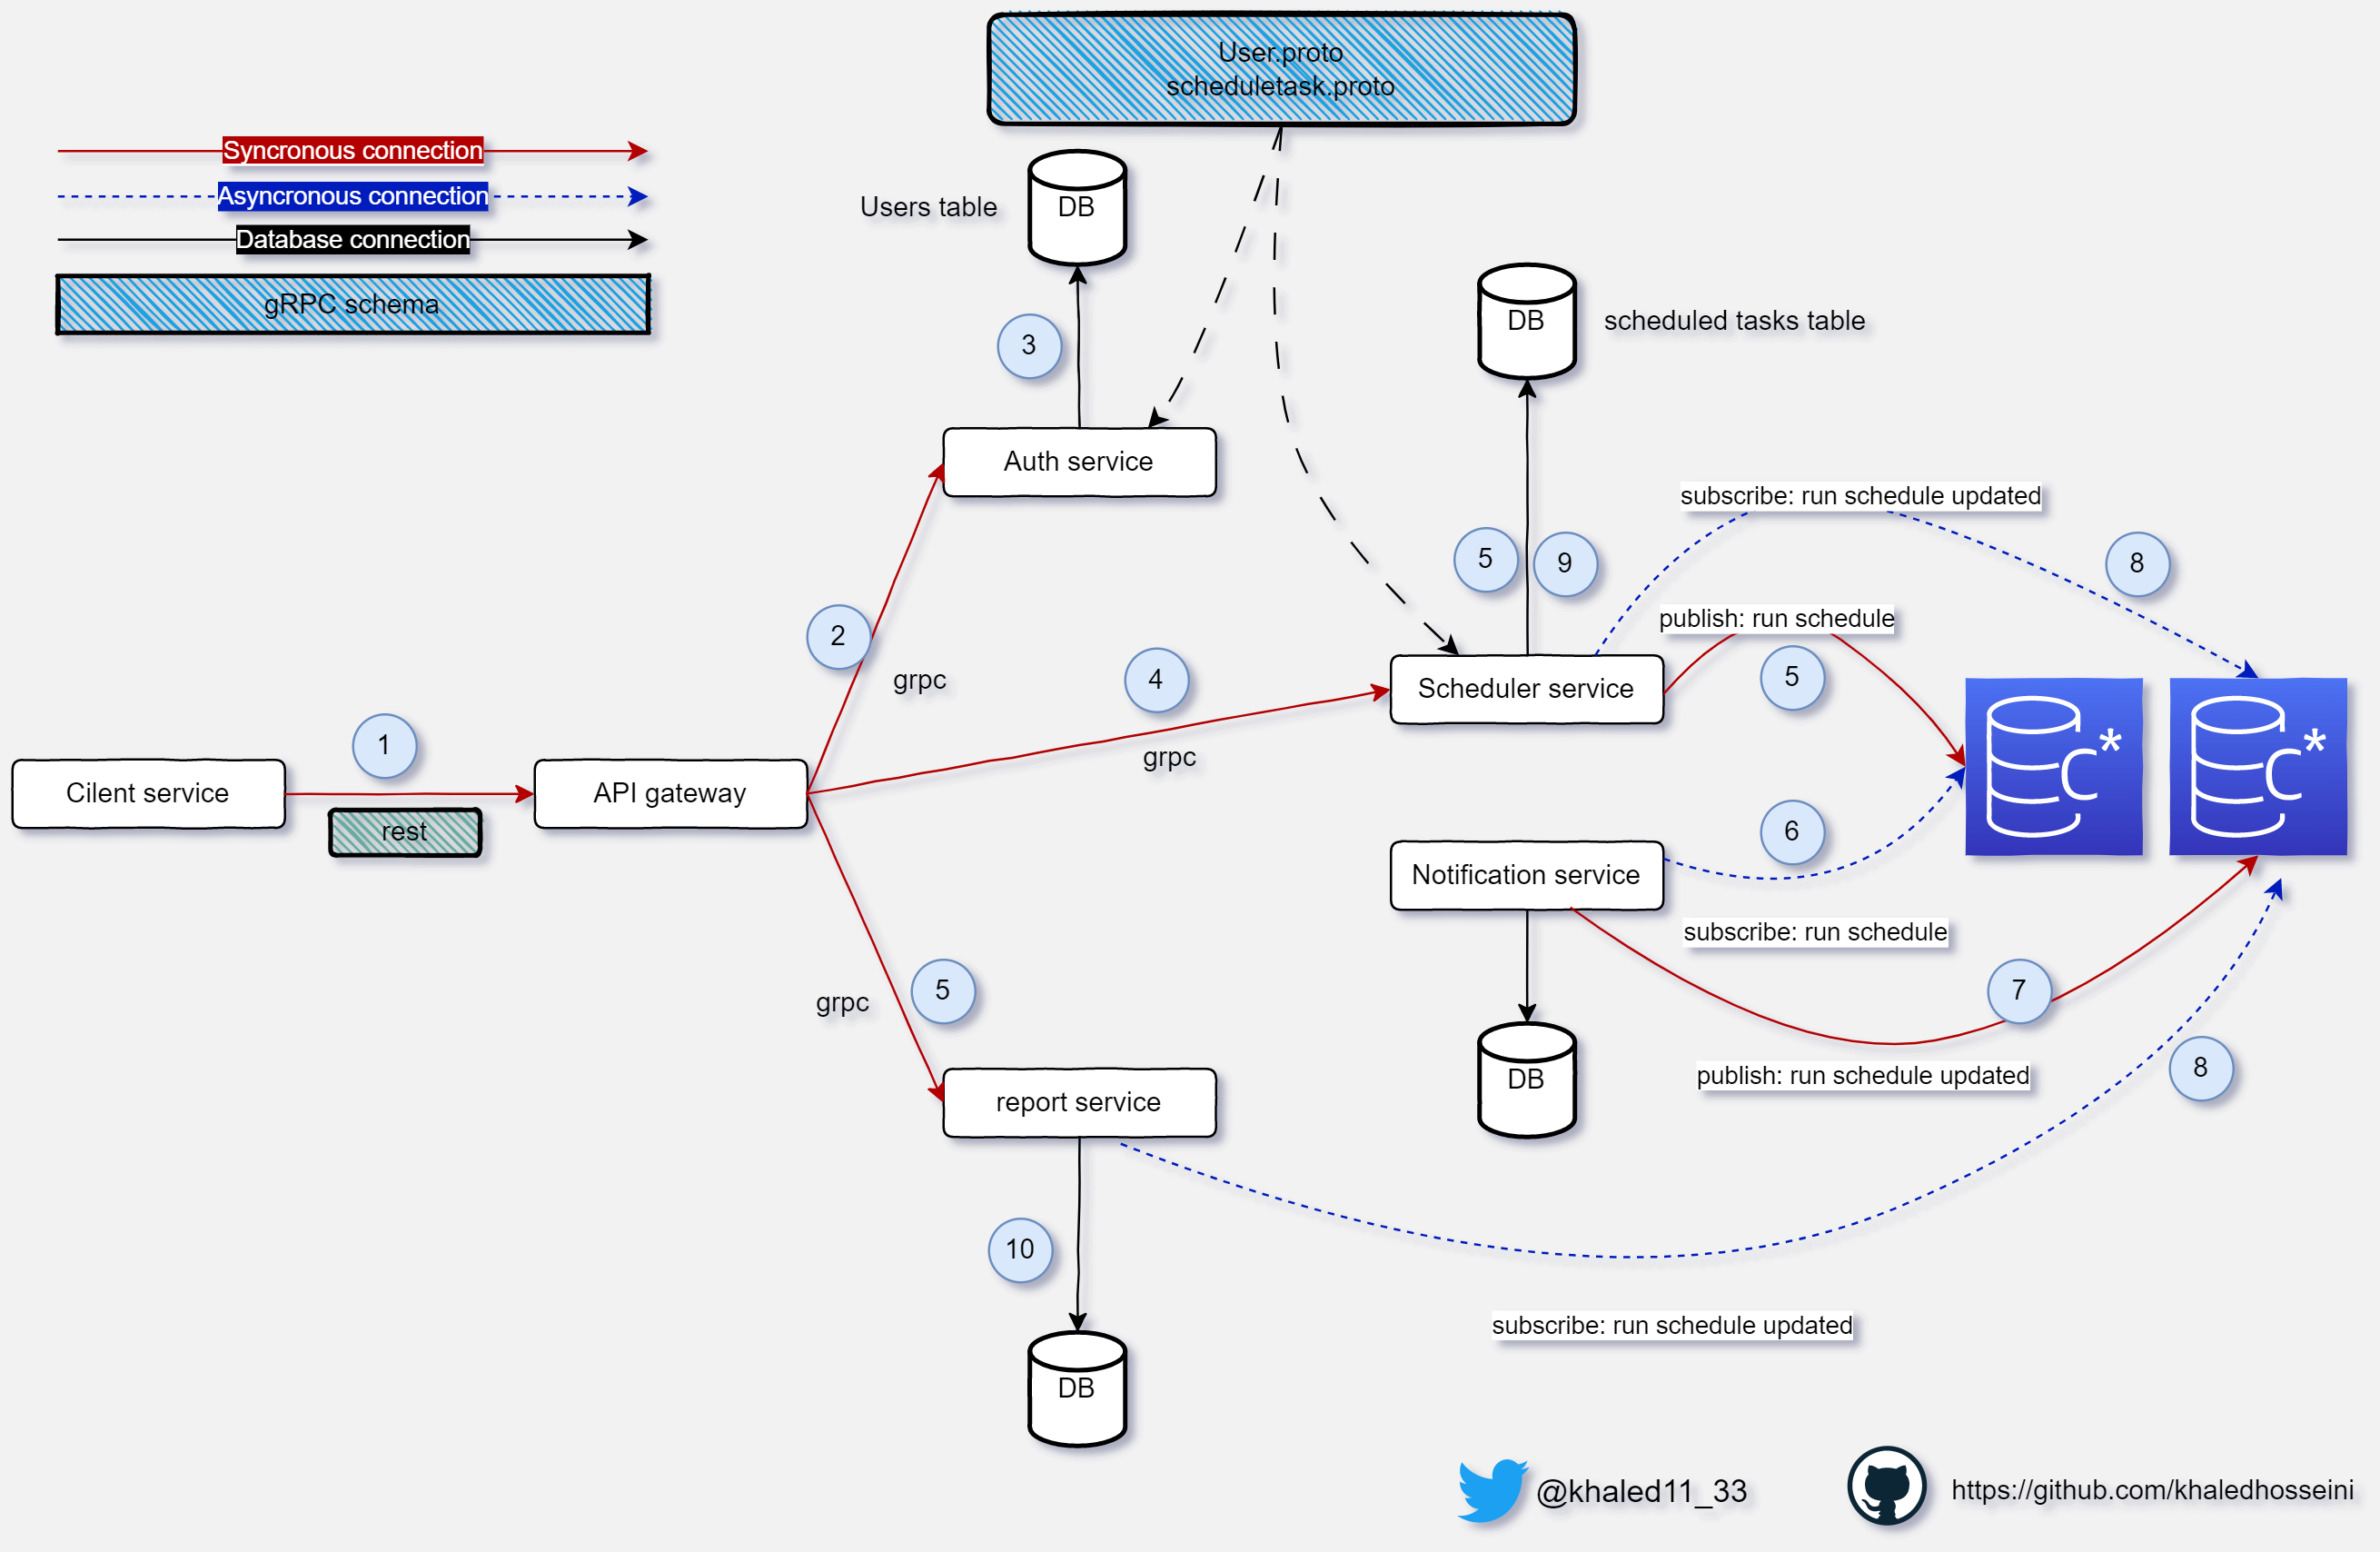 User.proto
scheduletask.proto
Syncronous connection
Asyncronous connection
Database connection
gRPC schema
Users table
DB
3
DB
scheduled tasks table
Auth service
subscribe: run schedule updated
5
9
8
publish: run schedule
2
grpc
4
5
Scheduler service
grpc
1
Cilent service
API gateway
rest
C*
C*
6
Notification service
subscribe: run schedule
5
grpc
7
DB
publish: run schedule updated
8
report service
10
subscribe: run schedule updated
DB
@khaled11_33
https://github.com/khaledhosseini